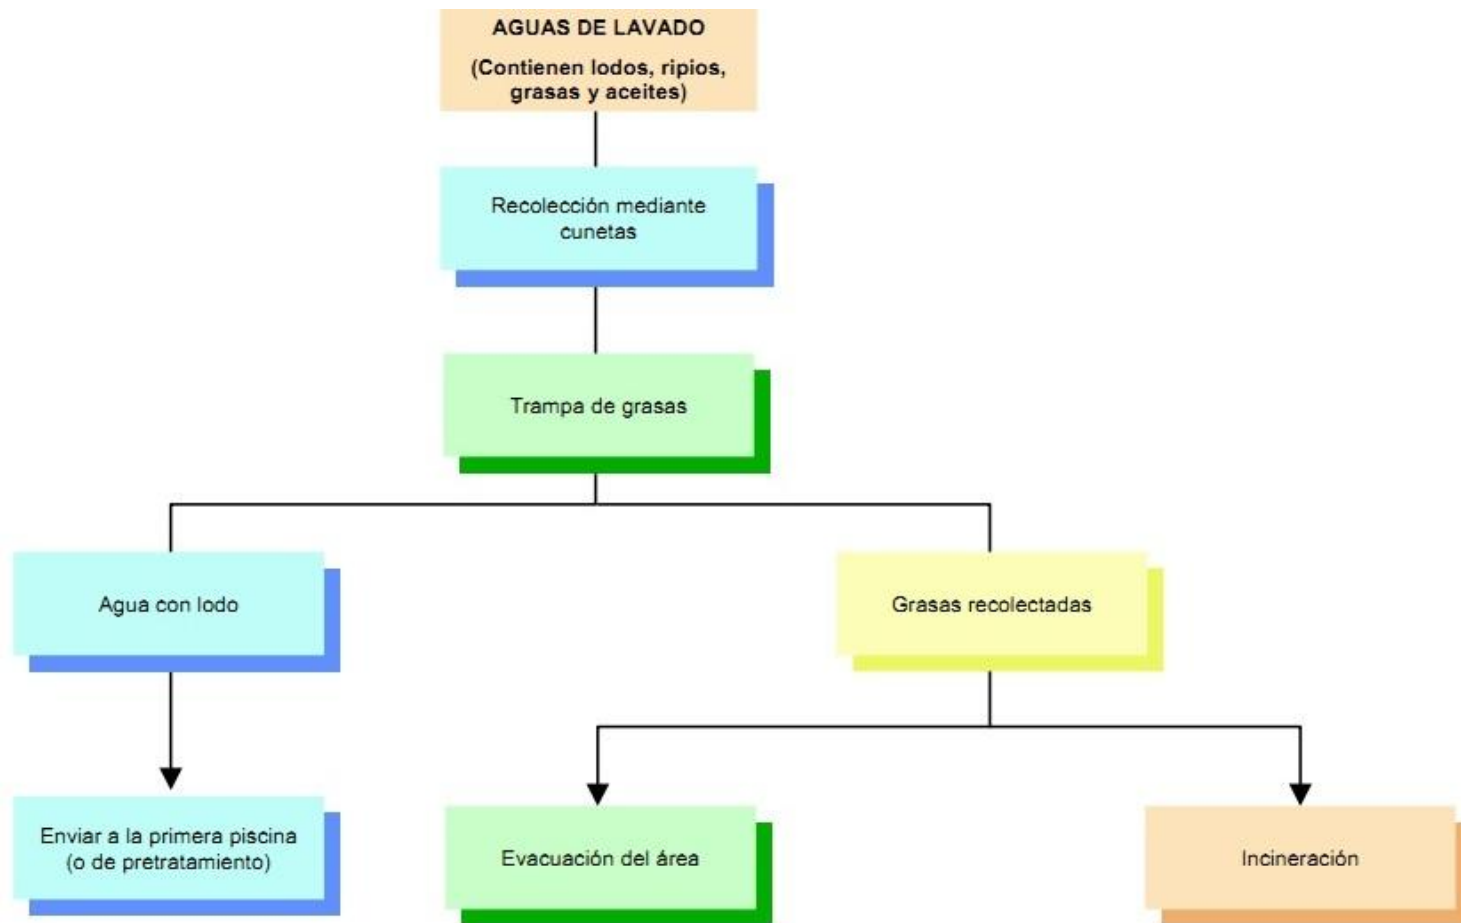 AGUAS DE LAVADO
(Contienen lodos, ripios,
grasas y aceites)
Recolección mediante
cunetas
Trampa de grasas
Agua con lodo
Grasas recolectadas
Enviar a la primera piscina
(o de pretratamiento)
Evacuación del área
Incineración